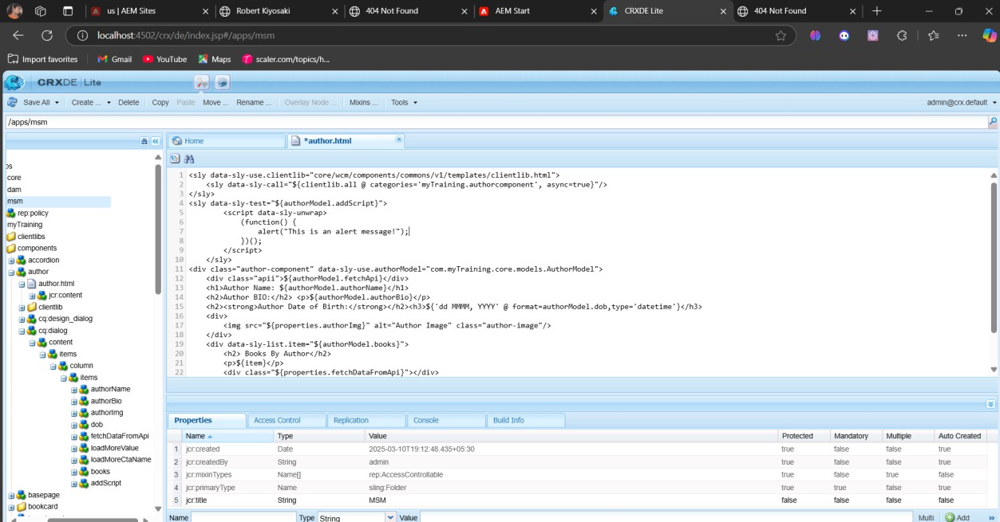 us | AEM Sites
Robert Kiyosaki
404 Not Found
AEM Start
CRXDE Lite
404 Not Found
localhost:4502/crx/de/index.jsp#/apps/msm
Import favorites
Gmail
YouTube
Maps
scaler.com/topics/h...
CRXDE | Lite
Save All
Create ...
Delete
Copy
Paste
Move ...
Rename ...
Overlay Node ...
Mixins ...
Tools
admin@crx.default
/apps/msm
core
dam
msm
rep:policy
myTraining
clientlibs
components
accordion
author
author.html
jcr:content
clientlib
cq:design_dialog
cq:dialog
content
items
column
items
authorName
authorBio
authorImg
dob
fetchDataFromApi
loadMoreValue
loadMoreCtaName
books
addScript
basepage
bookcard
Home
*author.html
1 <sly data-sly-use.clientlib="core/wcm/components/commons/v1/templates/clientlib.html">
2 <sly data-sly-call="${clientlib.all @ categories='myTraining.authorcomponent', async=true}"/>
3 </sly>
4 <sly data-sly-test="${authorModel.addScript}">
5 <script data-sly-unwrap>
6 (function() {
7 alert("This is an alert message!");
8 })();
9 </script>
10 </sly>
11 <div class="author-component" data-sly-use.authorModel="com.myTraining.core.models.AuthorModel">
12 <div class="apii">${authorModel.fetchApi}</div>
13 <h1>Author Name: ${authorModel.authorName}</h1>
14 <h2>Author BIO:</h2> <p>${authorModel.authorBio}</p>
15 <h2><strong>Author Date of Birth:</strong></h2><h3>${'dd MMMM, YYYY' @ format=authorModel.dob,type='datetime'}</h3>
16 <div>
17 <img src="${properties.authorImg}" alt="Author Image" class="author-image"/>
18 </div>
19 <div data-sly-list.item="${authorModel.books}">
20 <h2> Books By Author</h2>
21 <p>${item}</p>
22 <div class="${properties.fetchDataFromApi}"></div>
Properties
Access Control
Replication
Console
Build Info
Name Type Value Protected Mandatory Multiple Auto Created
1 jcr:created Date 2025-03-10T19:12:48.435+05:30 true false false true
2 jcr:createdBy String admin true false false true
3 jcr:mixinTypes Name[] rep:AccessControllable true false true false
4 jcr:primaryType Name sling:Folder true true false true
5 jcr:title String MSM false false false false
Name Type String Value Multi Add